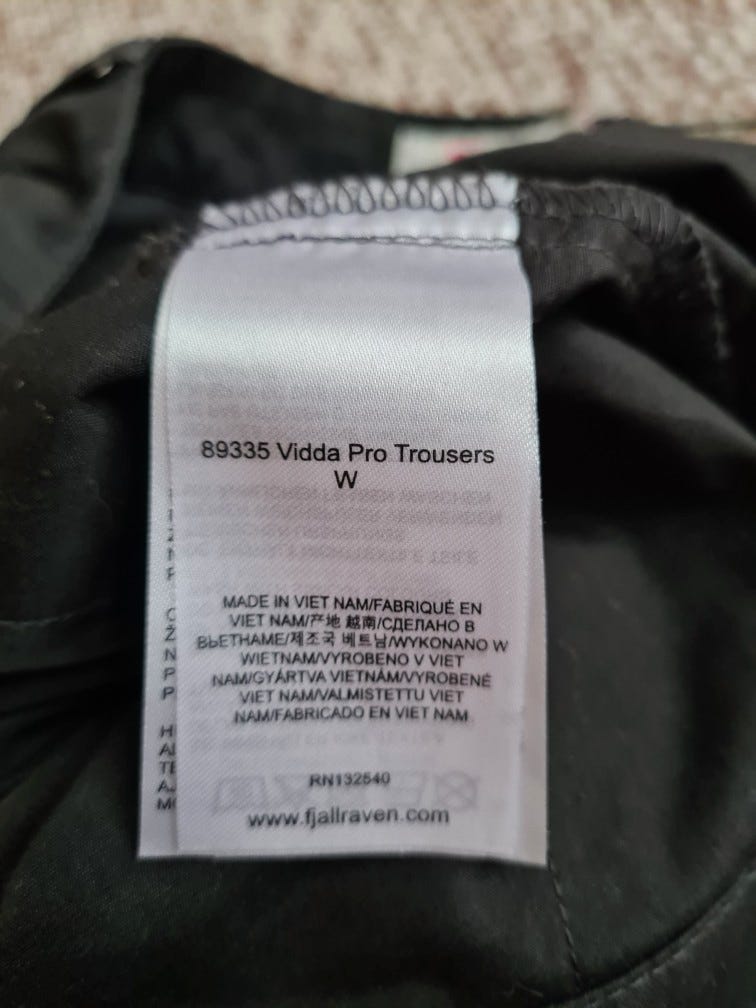 89335 Vidda Pro Trousers
W
MADE IN VIET NAM/FABRIQUÉ EN
VIET NAM/产地 越南/СДЕЛАНО В
ВЬЕТНАМЕ/제조국 베트남/WYKONANO W
WIETNAM/VYROBENO V VIET
NAM/GYÁRTVA VIETNÁM/VYROBENÉ
VIET NAM/VALMISTETTU VIET
NAM/FABRICADO EN VIET NAM
RN132540
www.fjallraven.com